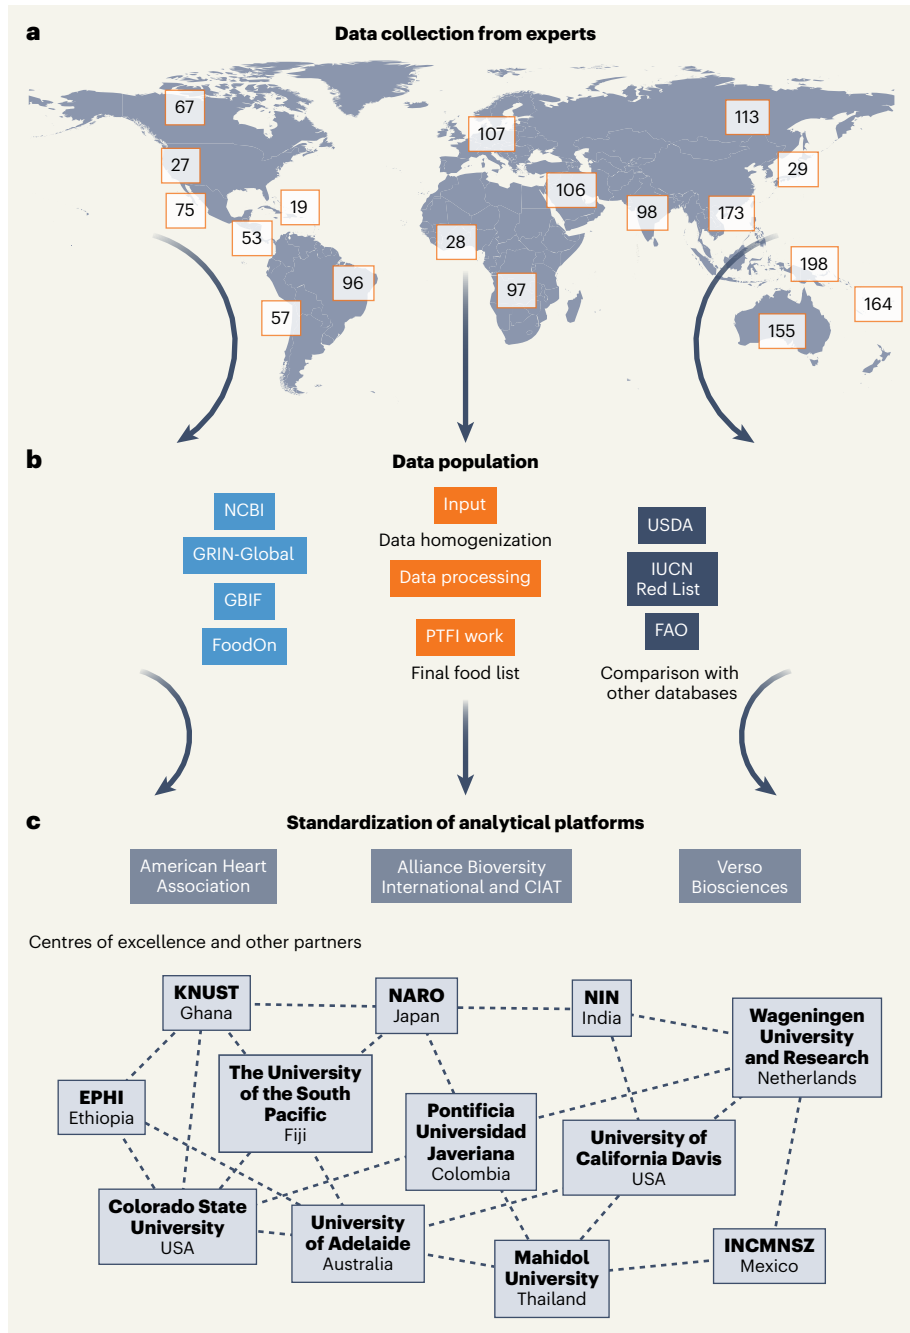 a
Data collection from experts
67
113
107
27
29
106
75
19
98
173
53
28
198
96
97
164
57
155
b
Data population
NCBI
GRIN-Global
GBIF
FoodOn
Input
Data homogenization
Data processing
PTFI work
Final food list
USDA
IUCN
Red List
FAO
Comparison with
other databases
c
Standardization of analytical platforms
American Heart
Association
Alliance Bioversity
International and CIAT
Verso
Biosciences
Centres of excellence and other partners
KNUST
Ghana
NARO
Japan
NIN
India
Wageningen
University
and Research
Netherlands
The University
of the South
Pacific
Fiji
EPHI
Ethiopia
Pontificia
Universidad
Javeriana
Colombia
University of
California Davis
USA
Colorado State
University
USA
University
of Adelaide
Australia
Mahidol
University
Thailand
INCMNSZ
Mexico